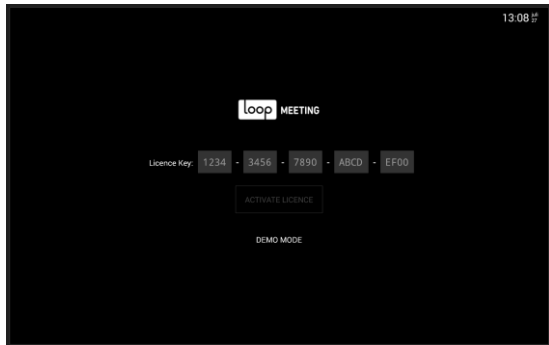 13:08
loop MEETING
Licence Key: 1234 - 3456 - 7890 - ABCD - EF00
ACTIVATE LICENCE
DEMO MODE